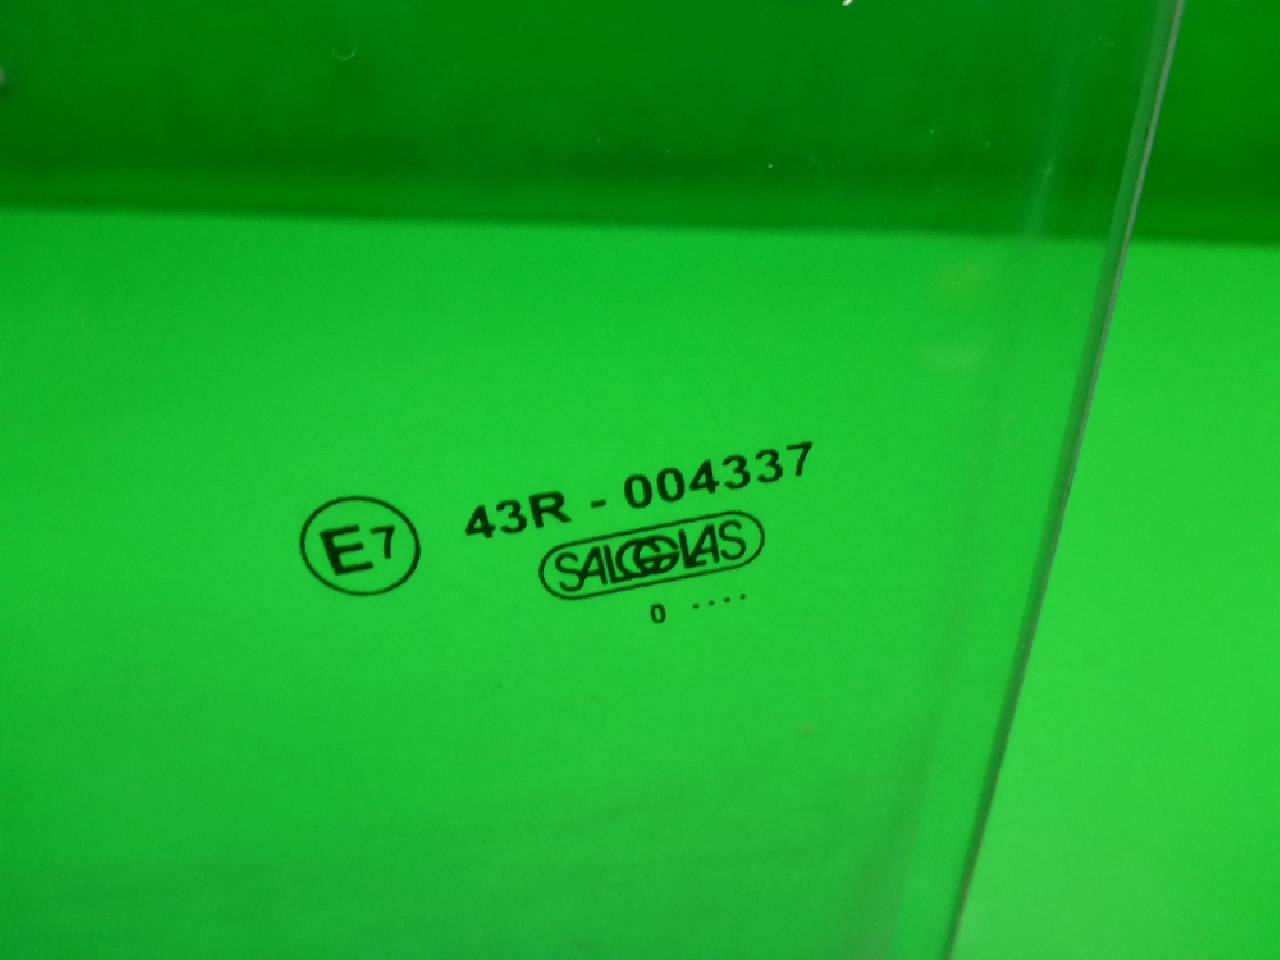 E7
43R - 004337
SALGGLAS
0 ....